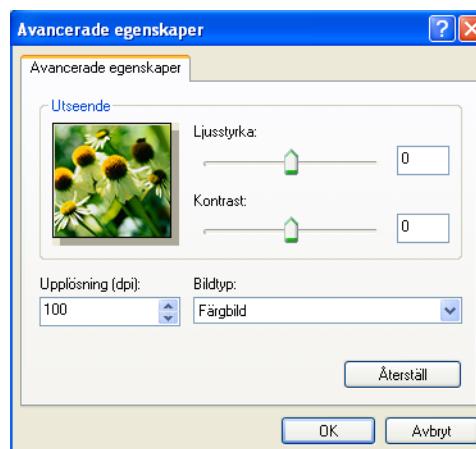 Avancerade egenskaper
Avancerade egenskaper
Utseende
Ljusstyrka:
0
Kontrast:
0
Upplösning (dpi):
Bildtyp:
100
Färgbild
Återställ
OK
Avbryt